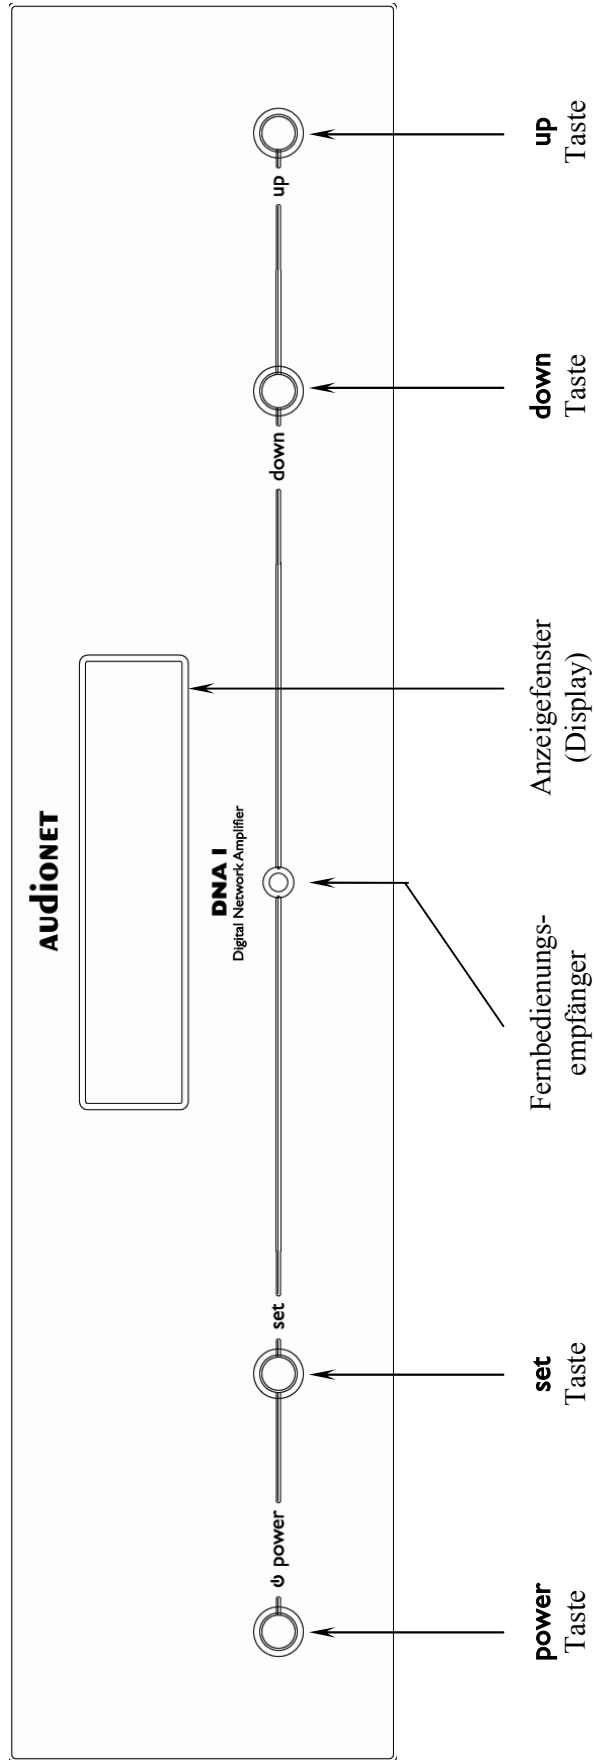 AUDIONET
DNA I
Digital Network Amplifier
power
set
down
up
power
Taste
set
Taste
Fernbedienungs-
empfänger
Anzeigefenster
(Display)
down
Taste
up
Taste